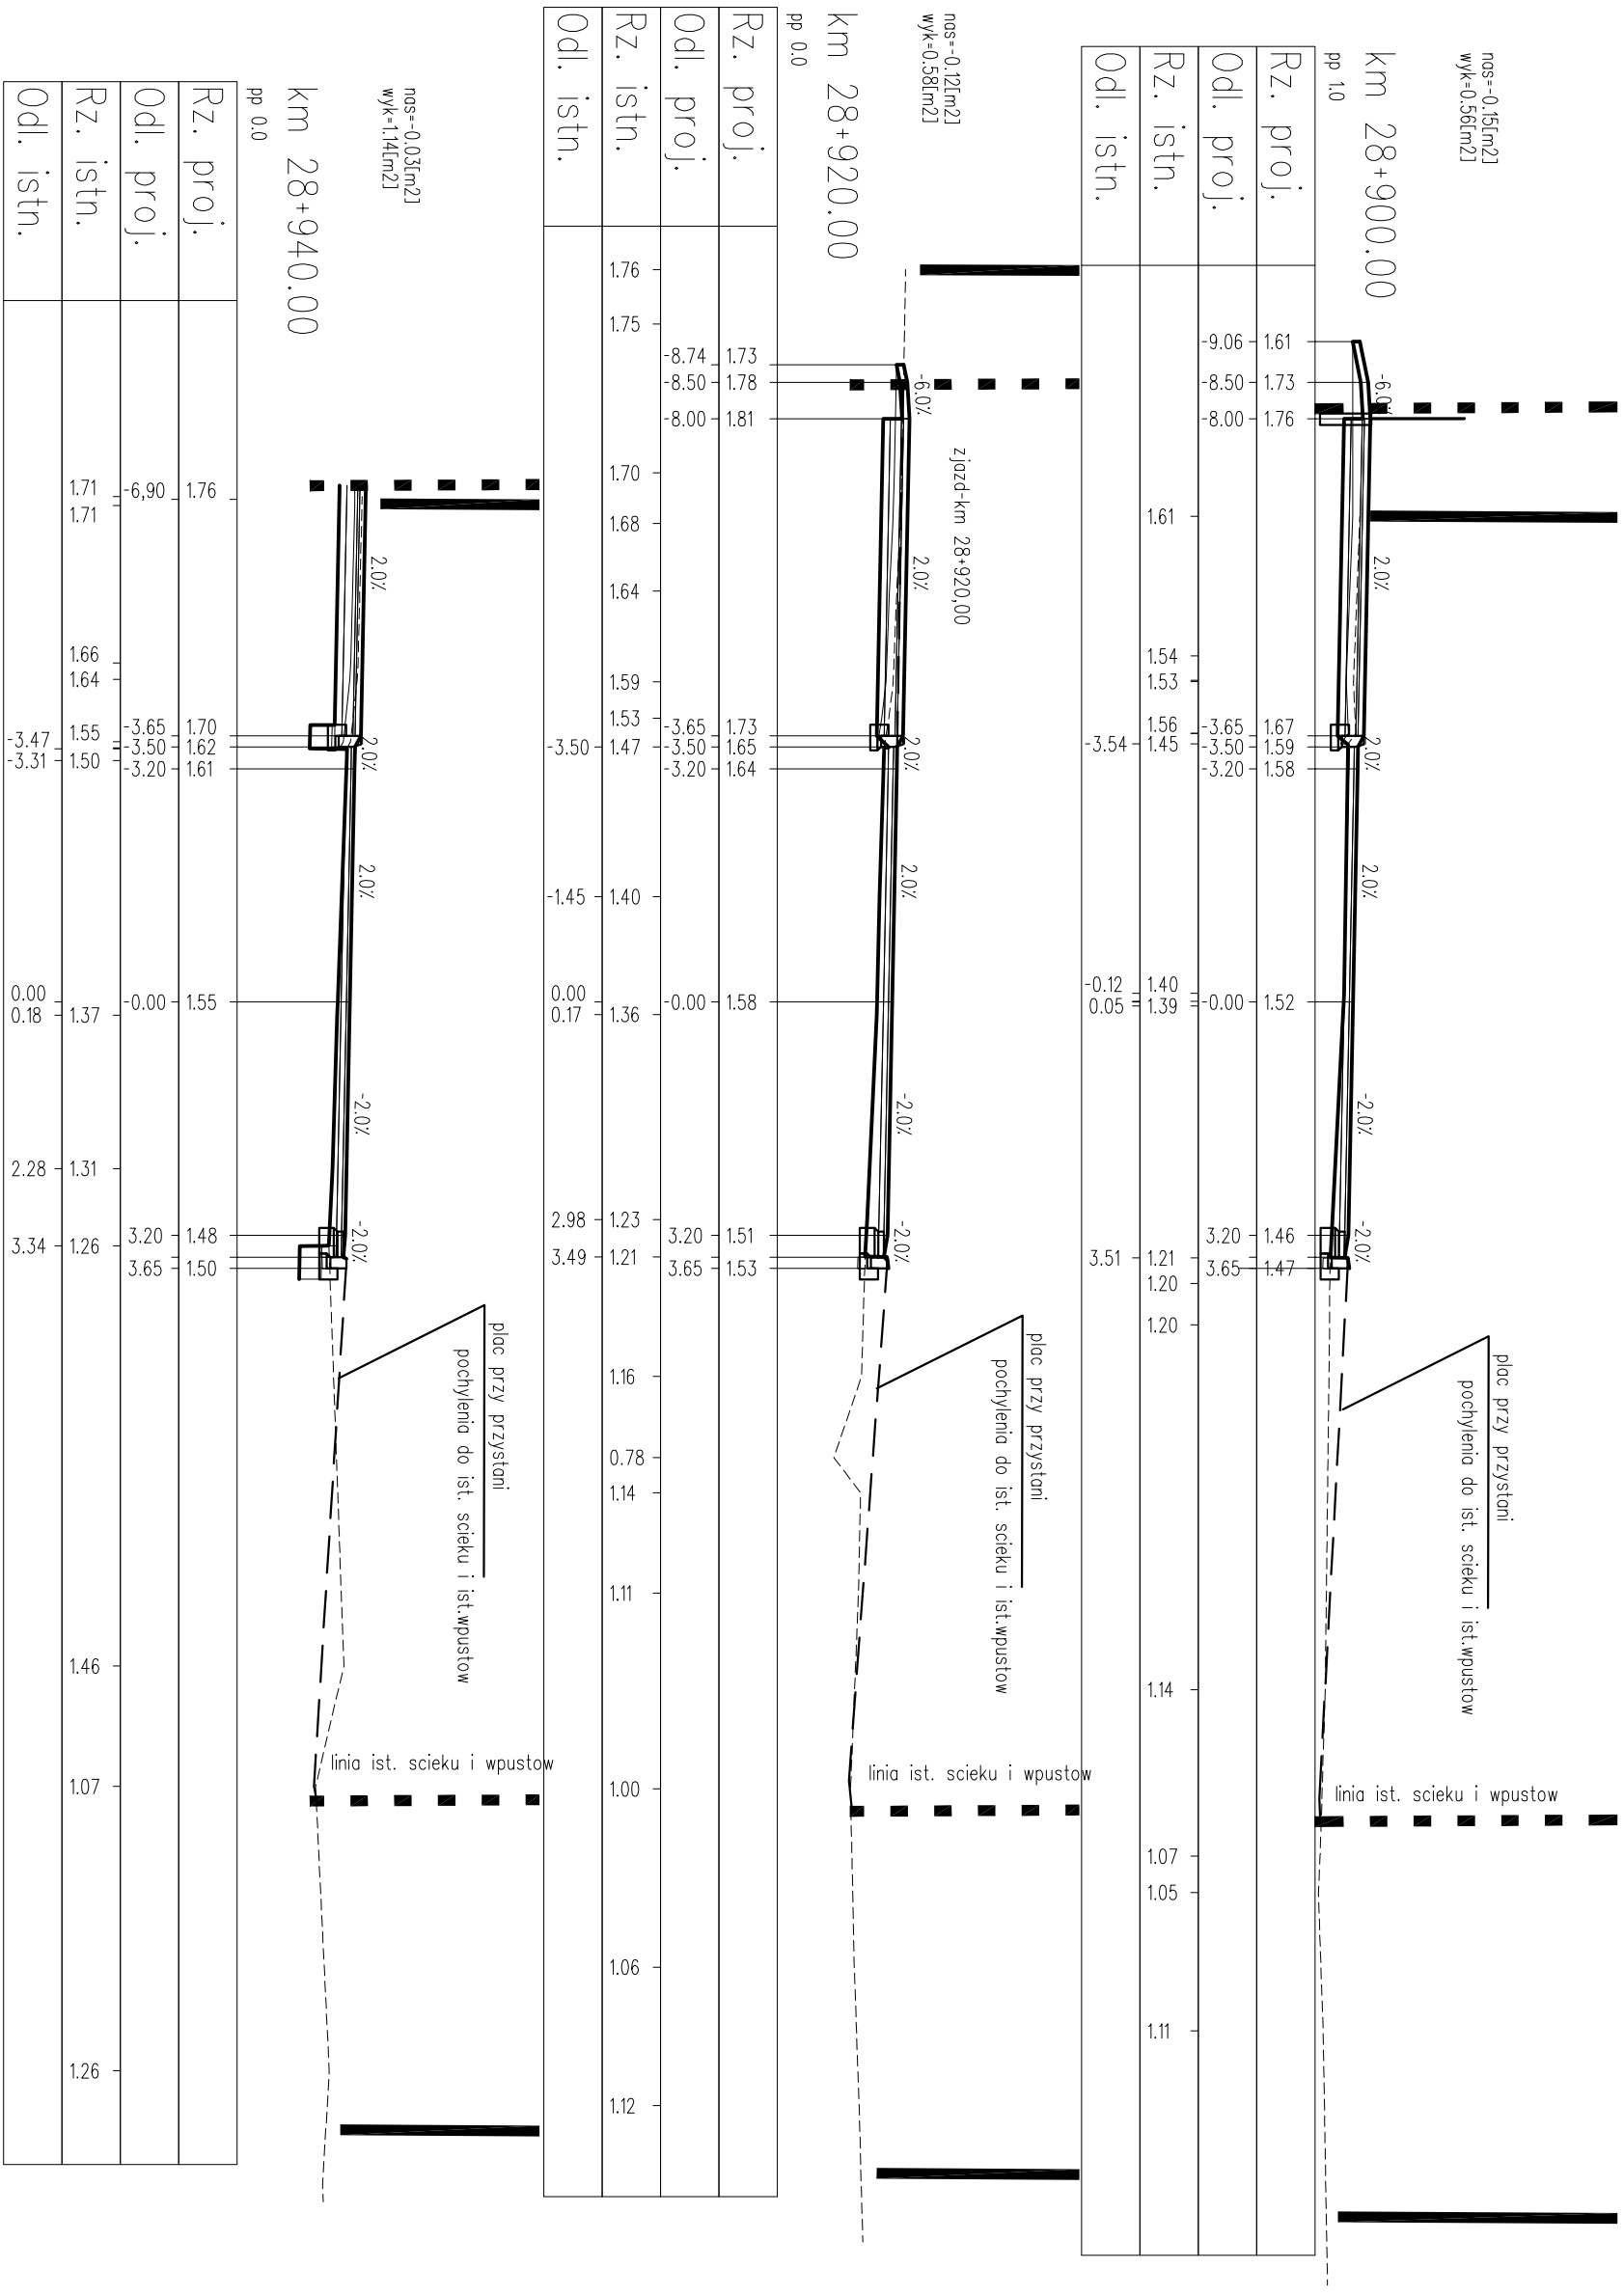 nas=-0.15[m2]
wyk=0.56[m2]
km 28+900.00
pp 1.0
-6.0%
2.0%
2.0%
2.0%
-2.0%
-2.0%
plac przy przystani
pochylenia do ist. scieku i ist.wpustow
linia ist. scieku i wpustow
Rz. proj. 1.61 1.73 1.76 1.67 1.59 1.58 1.52 1.46 1.47
Odl. proj. -9.06 -8.50 -8.00 -3.65 -3.50 -3.20 -0.00 3.20 3.65
Rz. istn. 1.61 1.54 1.53 1.56 1.45 1.40 1.39 1.21 1.20 1.20 1.14 1.07 1.05 1.11
Odl. istn. -3.54 -0.12 0.05 3.51
nas=-0.12[m2]
wyk=0.58[m2]
km 28+920.00
pp 0.0
zjazd-km 28+920,00
-6.0%
2.0%
2.0%
2.0%
-2.0%
-2.0%
plac przy przystani
pochylenia do ist. scieku i ist.wpustow
linia ist. scieku i wpustow
Rz. proj. 1.73 1.78 1.81 1.73 1.65 1.64 1.58 1.51 1.53
Odl. proj. -8.74 -8.50 -8.00 -3.65 -3.50 -3.20 -0.00 3.20 3.65
Rz. istn. 1.76 1.75 1.70 1.68 1.64 1.59 1.53 1.47 1.40 1.36 1.23 1.21 1.16 0.78 1.14 1.11 1.00 1.06 1.12
Odl. istn. -3.50 -1.45 0.00 0.17 2.98 3.49
nas=-0.03[m2]
wyk=1.14[m2]
km 28+940.00
pp 0.0
2.0%
2.0%
2.0%
-2.0%
-2.0%
plac przy przystani
pochylenia do ist. scieku i ist.wpustow
linia ist. scieku i wpustow
Rz. proj. 1.76 1.70 1.62 1.61 1.55 1.48 1.50
Odl. proj. -6,90 -3.65 -3.50 -3.20 -0.00 3.20 3.65
Rz. istn. 1.71 1.71 1.66 1.64 1.55 1.50 1.37 1.31 1.26 1.46 1.07 1.26
Odl. istn. -3.47 -3.31 0.00 0.18 2.28 3.34